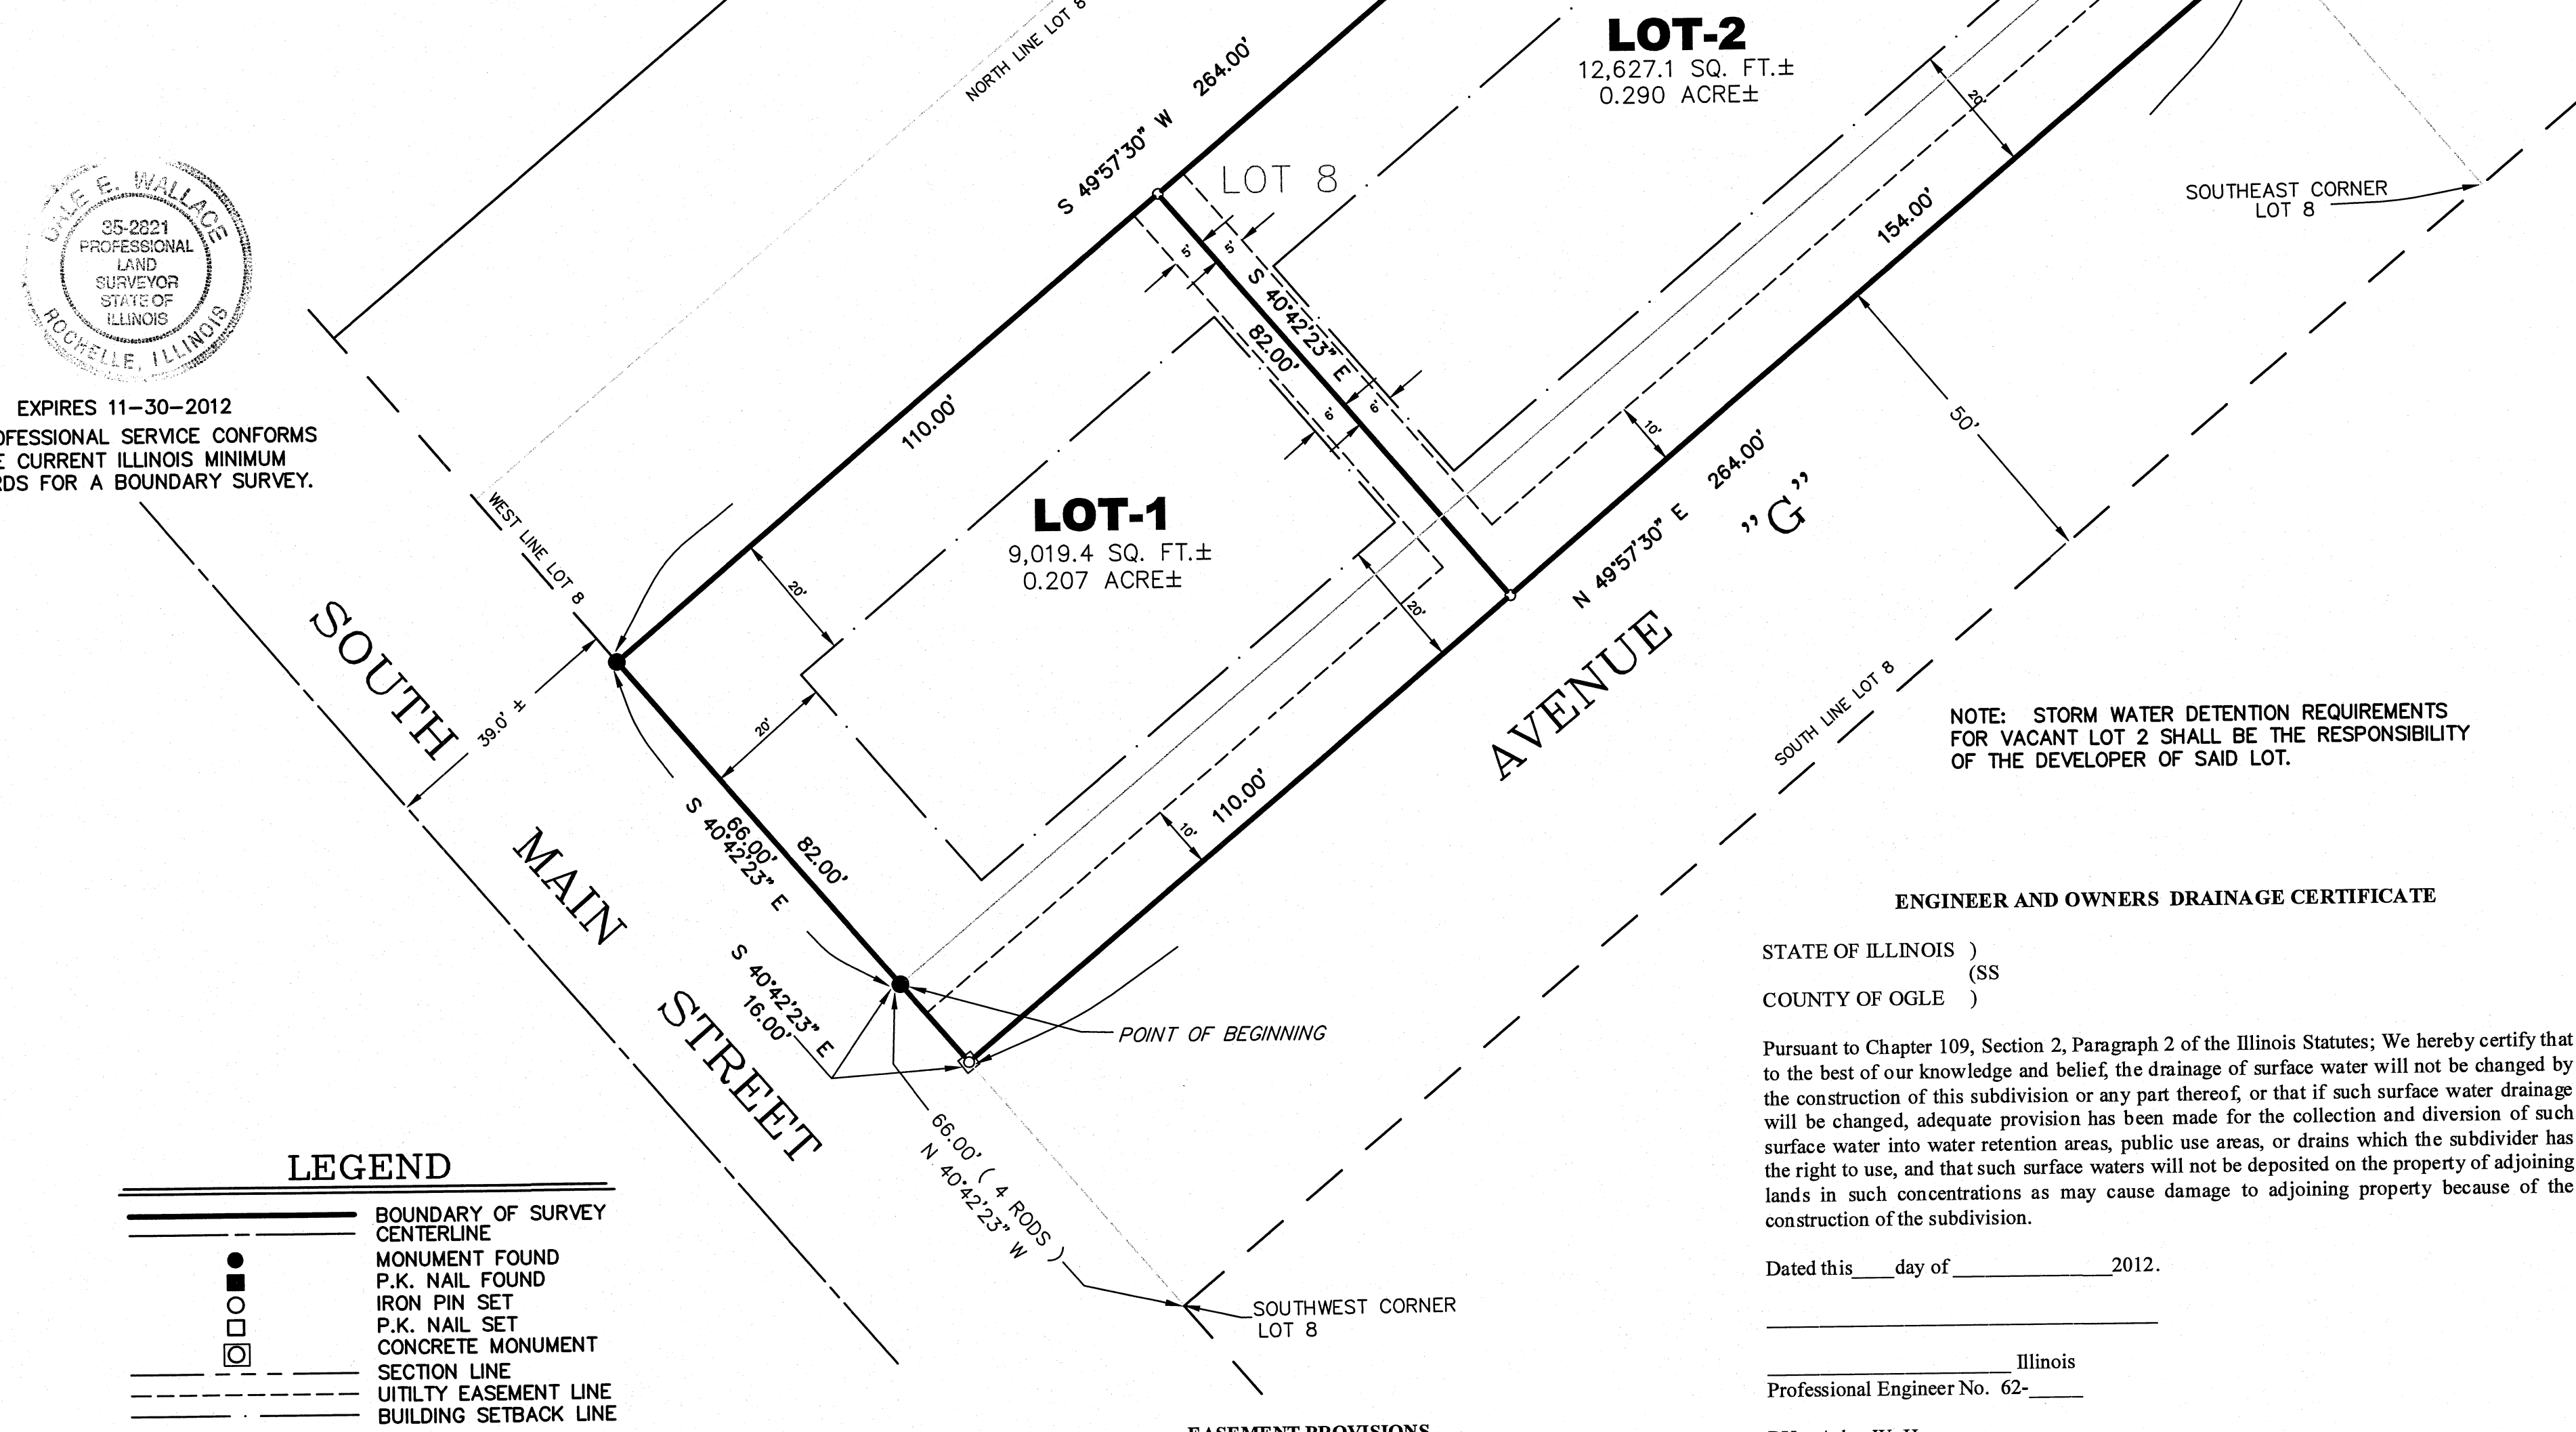 NORTH LINE LOT 8
264.00'
S 49°57'30" W
LOT-2
12,627.1 SQ. FT.±
0.290 ACRE±
LOT 8
20'
154.00'
SOUTHEAST CORNER
LOT 8
DALE E. WALLACE
35-2821
PROFESSIONAL
LAND
SURVEYOR
STATE OF
ILLINOIS
ROCHELLE, ILLINOIS
EXPIRES 11-30-2012
OFESSIONAL SERVICE CONFORMS
E CURRENT ILLINOIS MINIMUM
RDS FOR A BOUNDARY SURVEY.
5'
5'
S 40°42'23" E
82.00'
6'
6'
110.00'
10'
50'
264.00'
N 49°57'30" E
"G"
AVENUE
WEST LINE LOT 8
LOT-1
9,019.4 SQ. FT.±
0.207 ACRE±
20'
20'
20'
39.0' ±
SOUTH
MAIN
STREET
66.00'
S 40°42'23" E
82.00'
10'
110.00'
SOUTH LINE LOT 8
NOTE: STORM WATER DETENTION REQUIREMENTS
FOR VACANT LOT 2 SHALL BE THE RESPONSIBILITY
OF THE DEVELOPER OF SAID LOT.
S 40°42'23" E
16.00'
POINT OF BEGINNING
66.00' ( 4 RODS )
N 40°42'23" W
SOUTHWEST CORNER
LOT 8
LEGEND
BOUNDARY OF SURVEY
CENTERLINE
MONUMENT FOUND
P.K. NAIL FOUND
IRON PIN SET
P.K. NAIL SET
CONCRETE MONUMENT
SECTION LINE
UITILTY EASEMENT LINE
BUILDING SETBACK LINE
ENGINEER AND OWNERS DRAINAGE CERTIFICATE
STATE OF ILLINOIS )
(SS
COUNTY OF OGLE )
Pursuant to Chapter 109, Section 2, Paragraph 2 of the Illinois Statutes; We hereby certify that
to the best of our knowledge and belief, the drainage of surface water will not be changed by
the construction of this subdivision or any part thereof, or that if such surface water drainage
will be changed, adequate provision has been made for the collection and diversion of such
surface water into water retention areas, public use areas, or drains which the subdivider has
the right to use, and that such surface waters will not be deposited on the property of adjoining
lands in such concentrations as may cause damage to adjoining property because of the
construction of the subdivision.
Dated this____day of _______________2012.
______________________ Illinois
Professional Engineer No. 62-_____
EASEMENT PROVISIONS